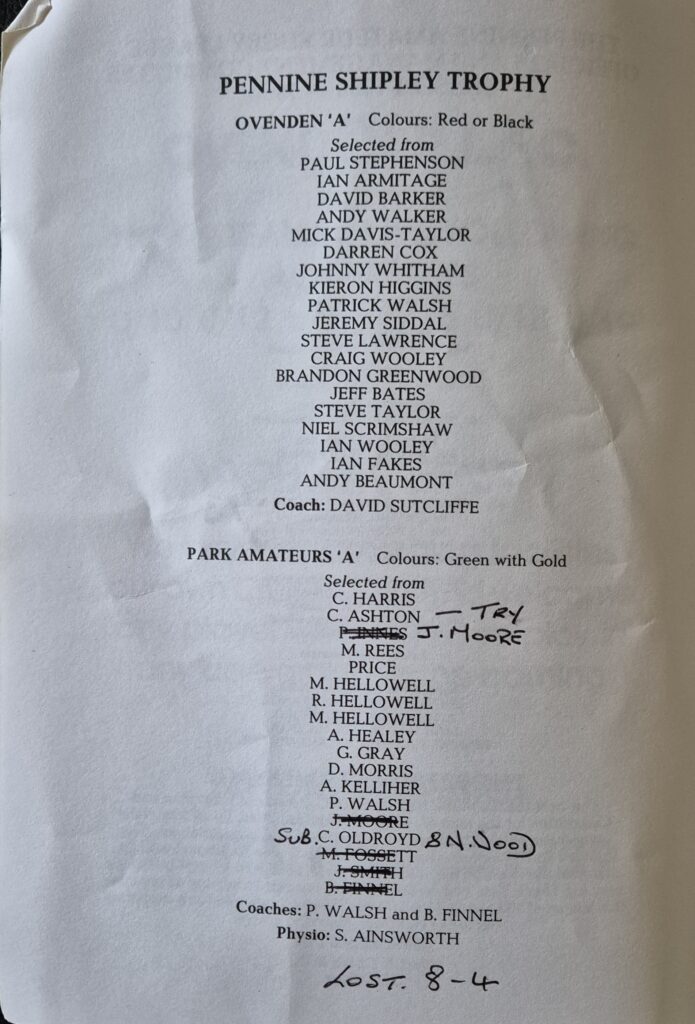 PENNINE SHIPLEY TROPHY
OVENDEN 'A' Colours: Red or Black
Selected from
PAUL STEPHENSON
IAN ARMITAGE
DAVID BARKER
ANDY WALKER
MICK DAVIS-TAYLOR
DARREN COX
JOHNNY WHITHAM
KIERON HIGGINS
PATRICK WALSH
JEREMY SIDDAL
STEVE LAWRENCE
CRAIG WOOLEY
BRANDON GREENWOOD
JEFF BATES
STEVE TAYLOR
NIEL SCRIMSHAW
IAN WOOLEY
IAN FAKES
ANDY BEAUMONT
Coach: DAVID SUTCLIFFE
PARK AMATEURS 'A' Colours: Green with Gold
Selected from
C. HARRIS
C. ASHTON — TRY
P. INNES J. MOORE
M. REES
PRICE
M. HELLOWELL
R. HELLOWELL
M. HELLOWELL
A. HEALEY
G. GRAY
D. MORRIS
A. KELLIHER
P. WALSH
J. MOORE
SUB. C. OLDROYD & N. WOOD
M. FOSSETT
J. SMITH
B. FINNEL
Coaches: P. WALSH and B. FINNEL
Physio: S. AINSWORTH
LOST. 8-4